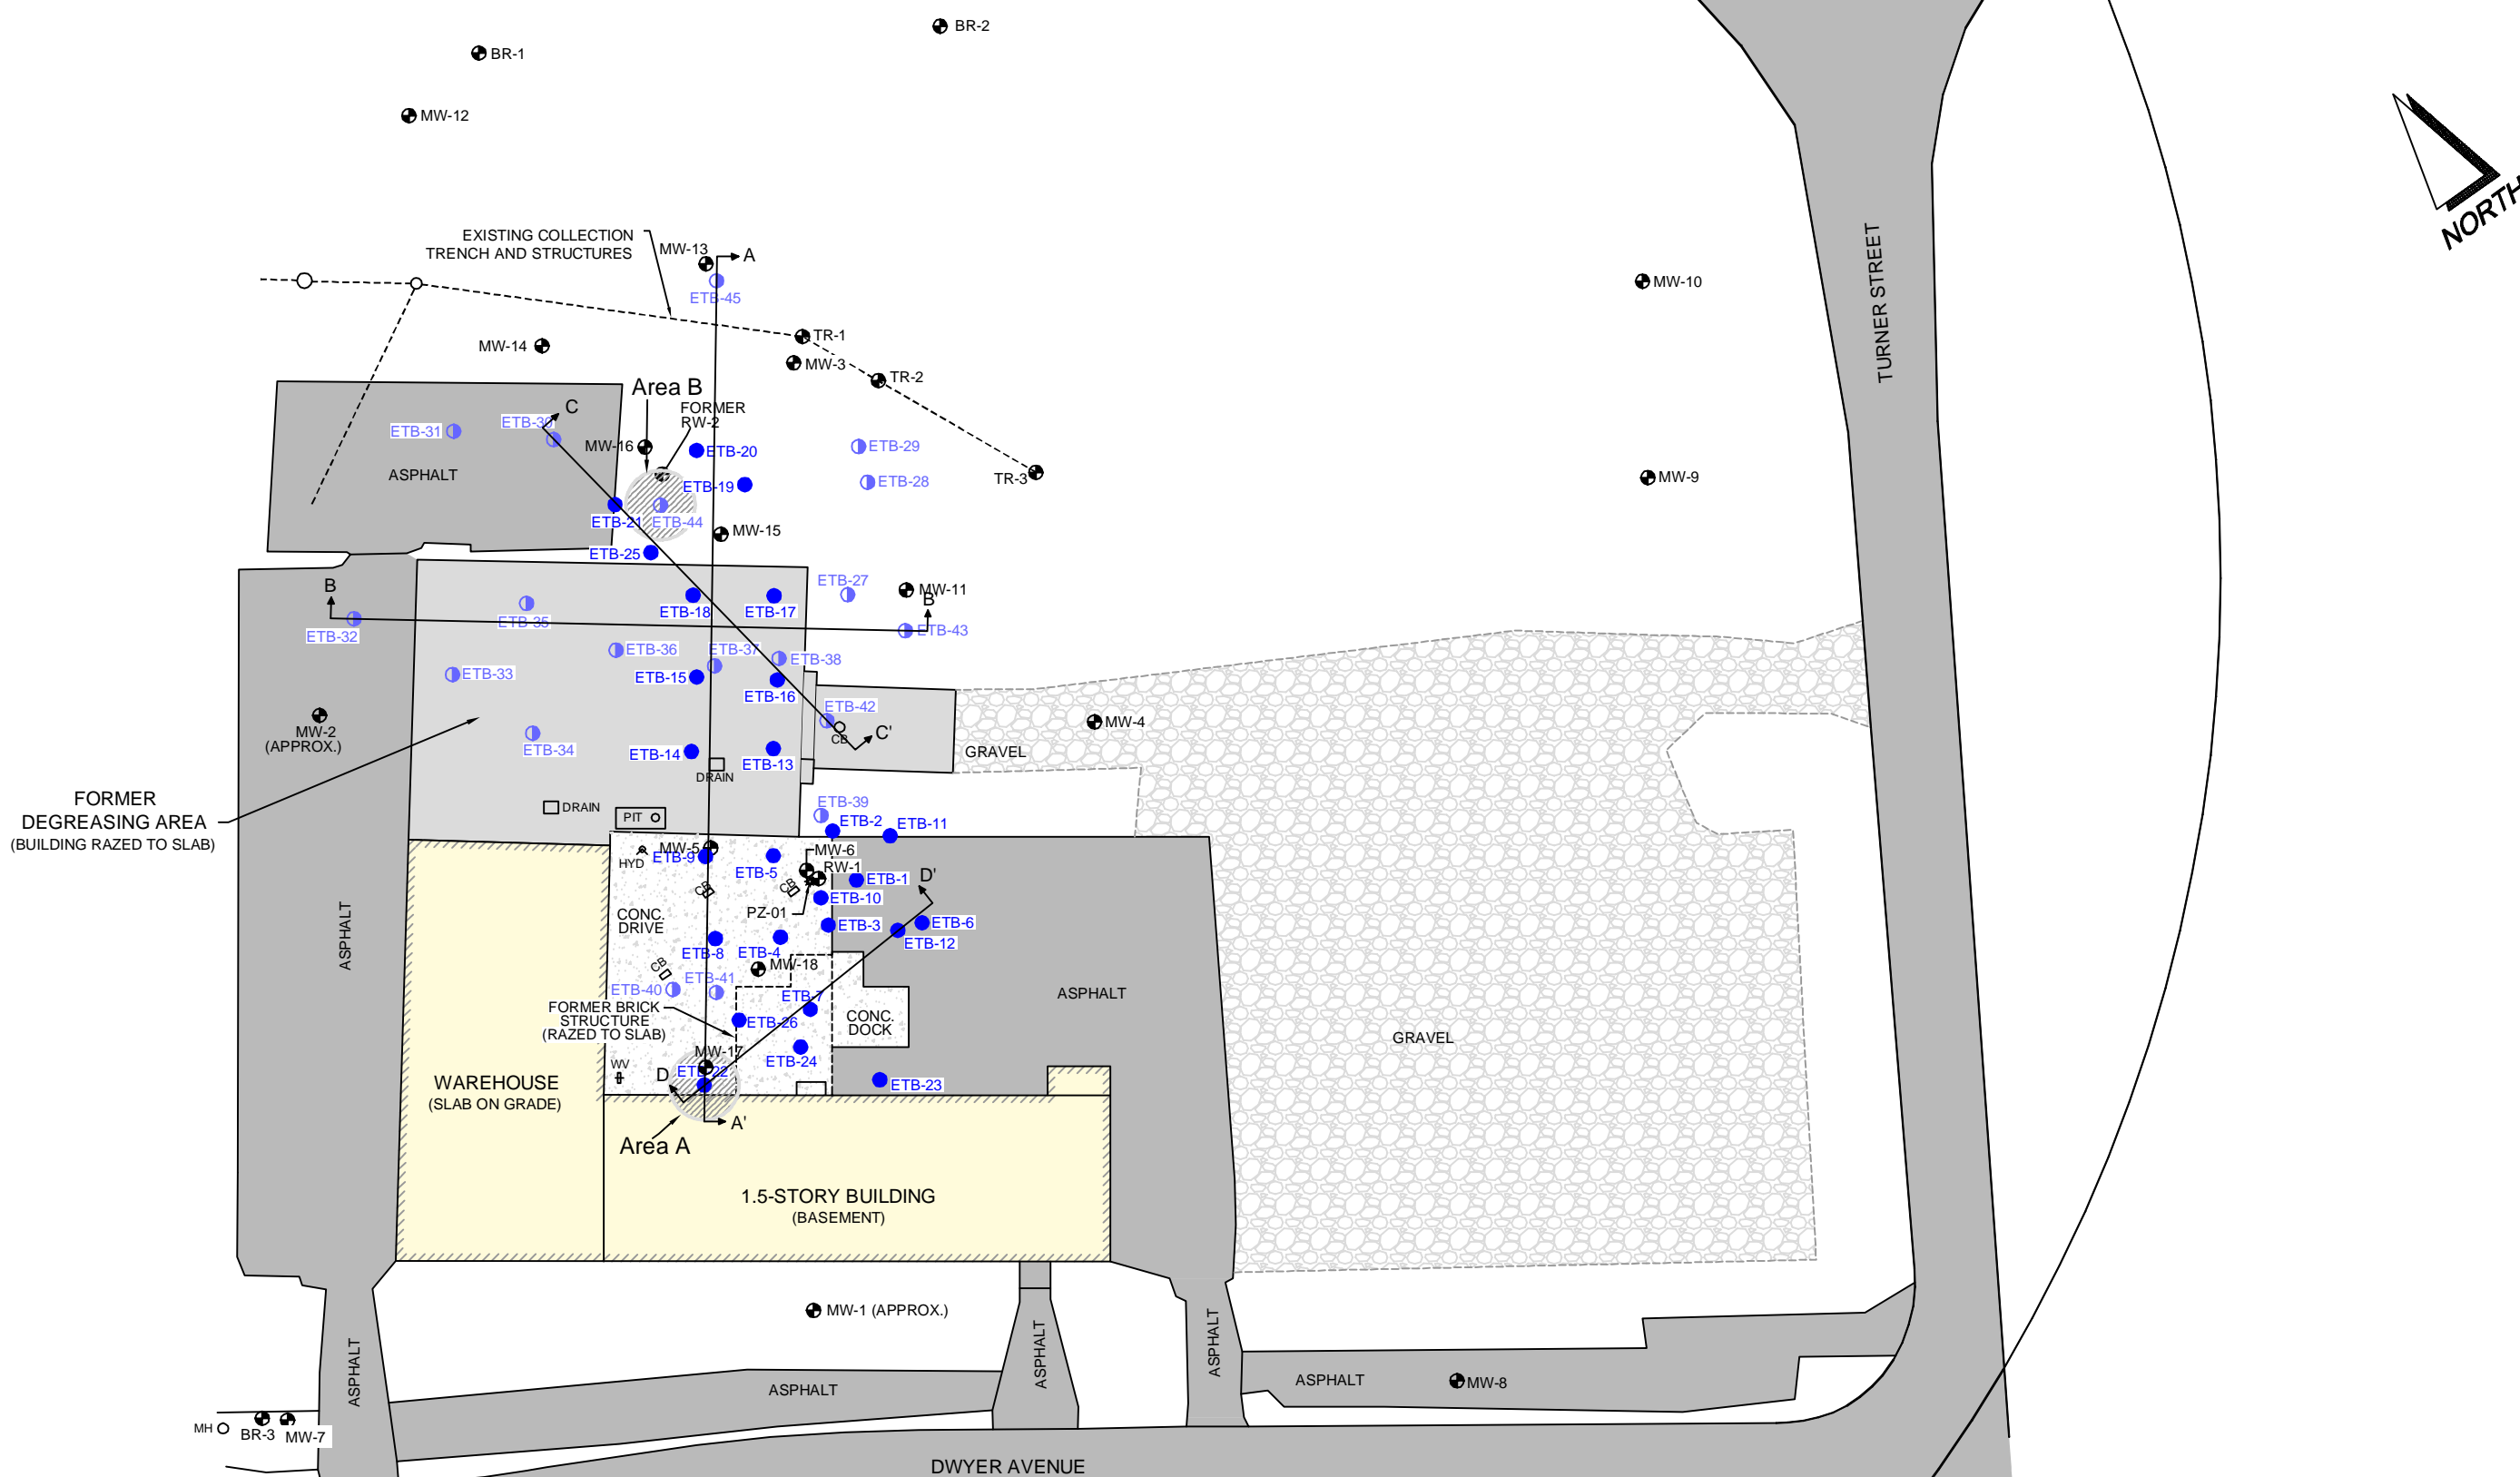 BR-2
BR-1
MW-12
NORTH
TURNER STREET
EXISTING COLLECTION
TRENCH AND STRUCTURES
MW-13
A
ETB-45
MW-10
TR-1
MW-14
MW-3
TR-2
Area B
C
FORMER
RW-2
ETB-31
ETB-30
MW-16
ETB-20
ETB-29
ASPHALT
ETB-19
ETB-28
TR-3
MW-9
ETB-21
ETB-44
MW-15
ETB-25
B
ETB-27
MW-11
B
ETB-18
ETB-17
ETB-32
ETB-35
ETB-43
ETB-36
ETB-37
ETB-38
ETB-33
ETB-15
ETB-16
ETB-42
MW-2
(APPROX.)
CB
C'
MW-4
ETB-34
ETB-14
ETB-13
GRAVEL
DRAIN
FORMER
DEGREASING AREA
(BUILDING RAZED TO SLAB)
DRAIN
PIT
ETB-39
ETB-2
ETB-11
HYD
MW-5
ETB-9
ETB-5
MW-6
RW-1
ETB-1
D'
CB
CB
ETB-10
PZ-01
CONC.
DRIVE
ETB-3
ETB-6
ETB-12
ASPHALT
ETB-8
ETB-4
MW-18
CB
ETB-41
ETB-40
ETB-7
ASPHALT
FORMER BRICK
STRUCTURE
(RAZED TO SLAB)
ETB-26
CONC.
DOCK
GRAVEL
MW-17
ETB-24
WV
D
ETB-22
ETB-23
WAREHOUSE
(SLAB ON GRADE)
A'
Area A
1.5-STORY BUILDING
(BASEMENT)
MW-1 (APPROX.)
ASPHALT
ASPHALT
ASPHALT
ASPHALT
ASPHALT
MW-8
MH
BR-3
MW-7
DWYER AVENUE